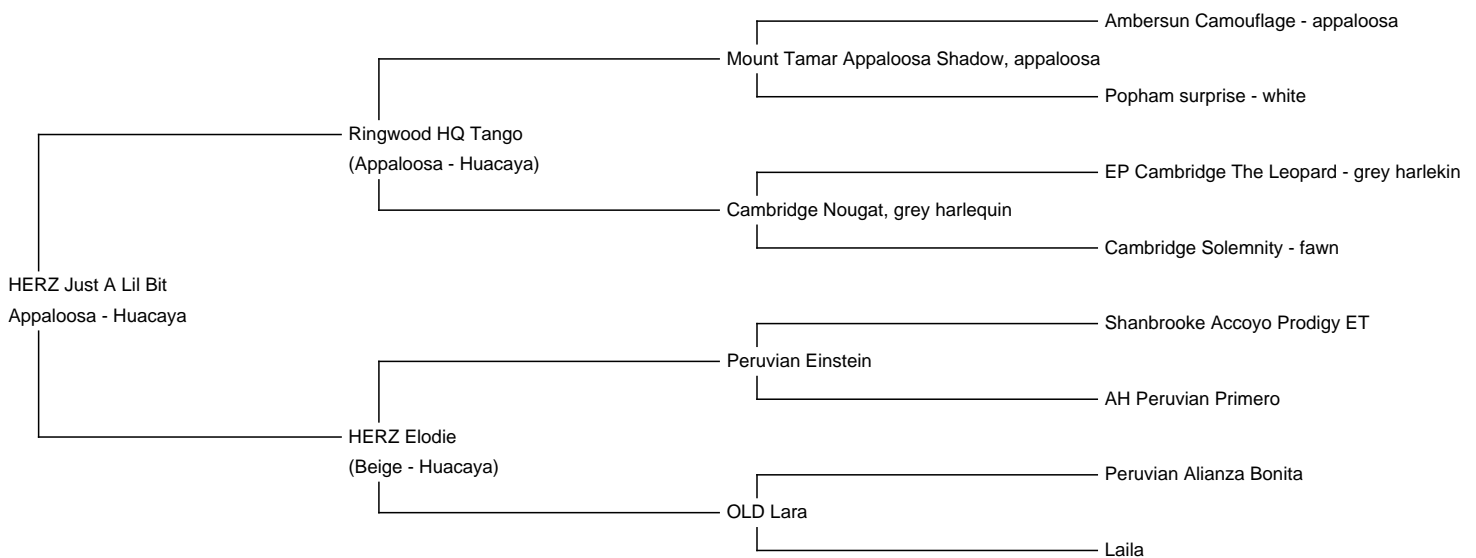 Ambersun Camouflage - appaloosa
Mount Tamar Appaloosa Shadow, appaloosa
Popham surprise - white
Ringwood HQ Tango
(Appaloosa - Huacaya)
EP Cambridge The Leopard - grey harlekin
Cambridge Nougat, grey harlequin
Cambridge Solemnity - fawn
HERZ Just A Lil Bit
Appaloosa - Huacaya
Shanbrooke Accoyo Prodigy ET
Peruvian Einstein
AH Peruvian Primero
HERZ Elodie
(Beige - Huacaya)
Peruvian Alianza Bonita
OLD Lara
Laila